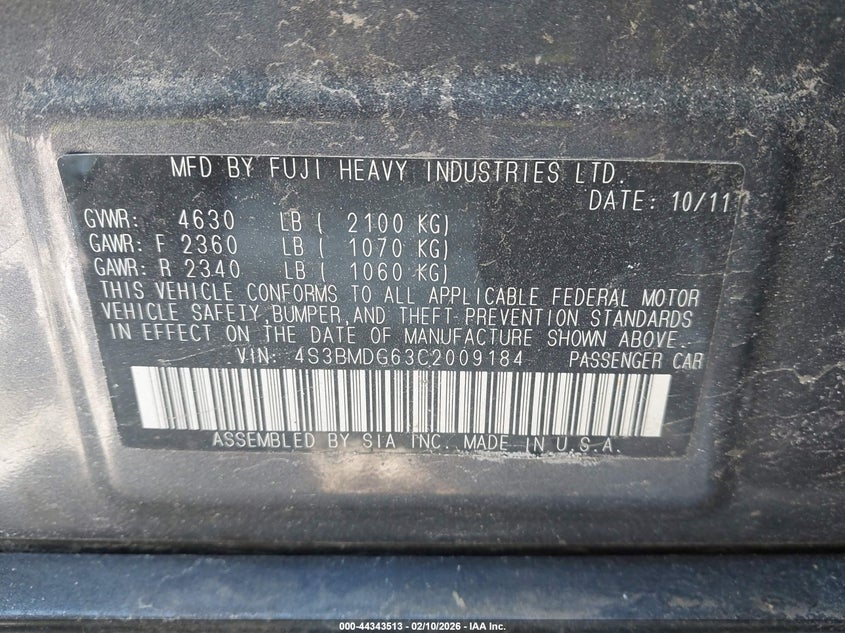 MFD BY FUJI HEAVY INDUSTRIES LTD.
DATE: 10/11
GVWR: 4630 LB ( 2100 KG)
GAWR: F 2360 LB ( 1070 KG)
GAWR: R 2340 LB ( 1060 KG)
THIS VEHICLE CONFORMS TO ALL APPLICABLE FEDERAL MOTOR
VEHICLE SAFETY, BUMPER, AND THEFT PREVENTION STANDARDS
IN EFFECT ON THE DATE OF MANUFACTURE SHOWN ABOVE.
VIN: 4S3BMDG63C2009184 PASSENGER CAR
ASSEMBLED BY SIA INC. MADE IN U.S.A.
000-44343513 - 02/10/2026 - IAA Inc.